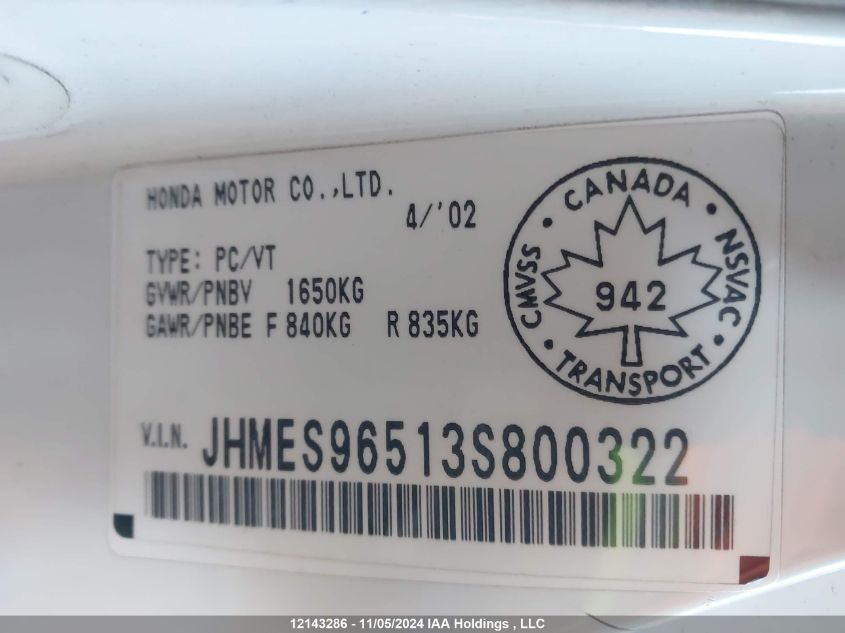 HONDA MOTOR CO.,LTD.
4/'02
TYPE: PC/VT
GVWR/PNBV 1650KG
GAWR/PNBE F 840KG R 835KG
CANADA
CMVSS
942
NSVAC
TRANSPORT
V.I.N. JHMES96513S800322
12143286 - 11/05/2024 IAA Holdings , LLC